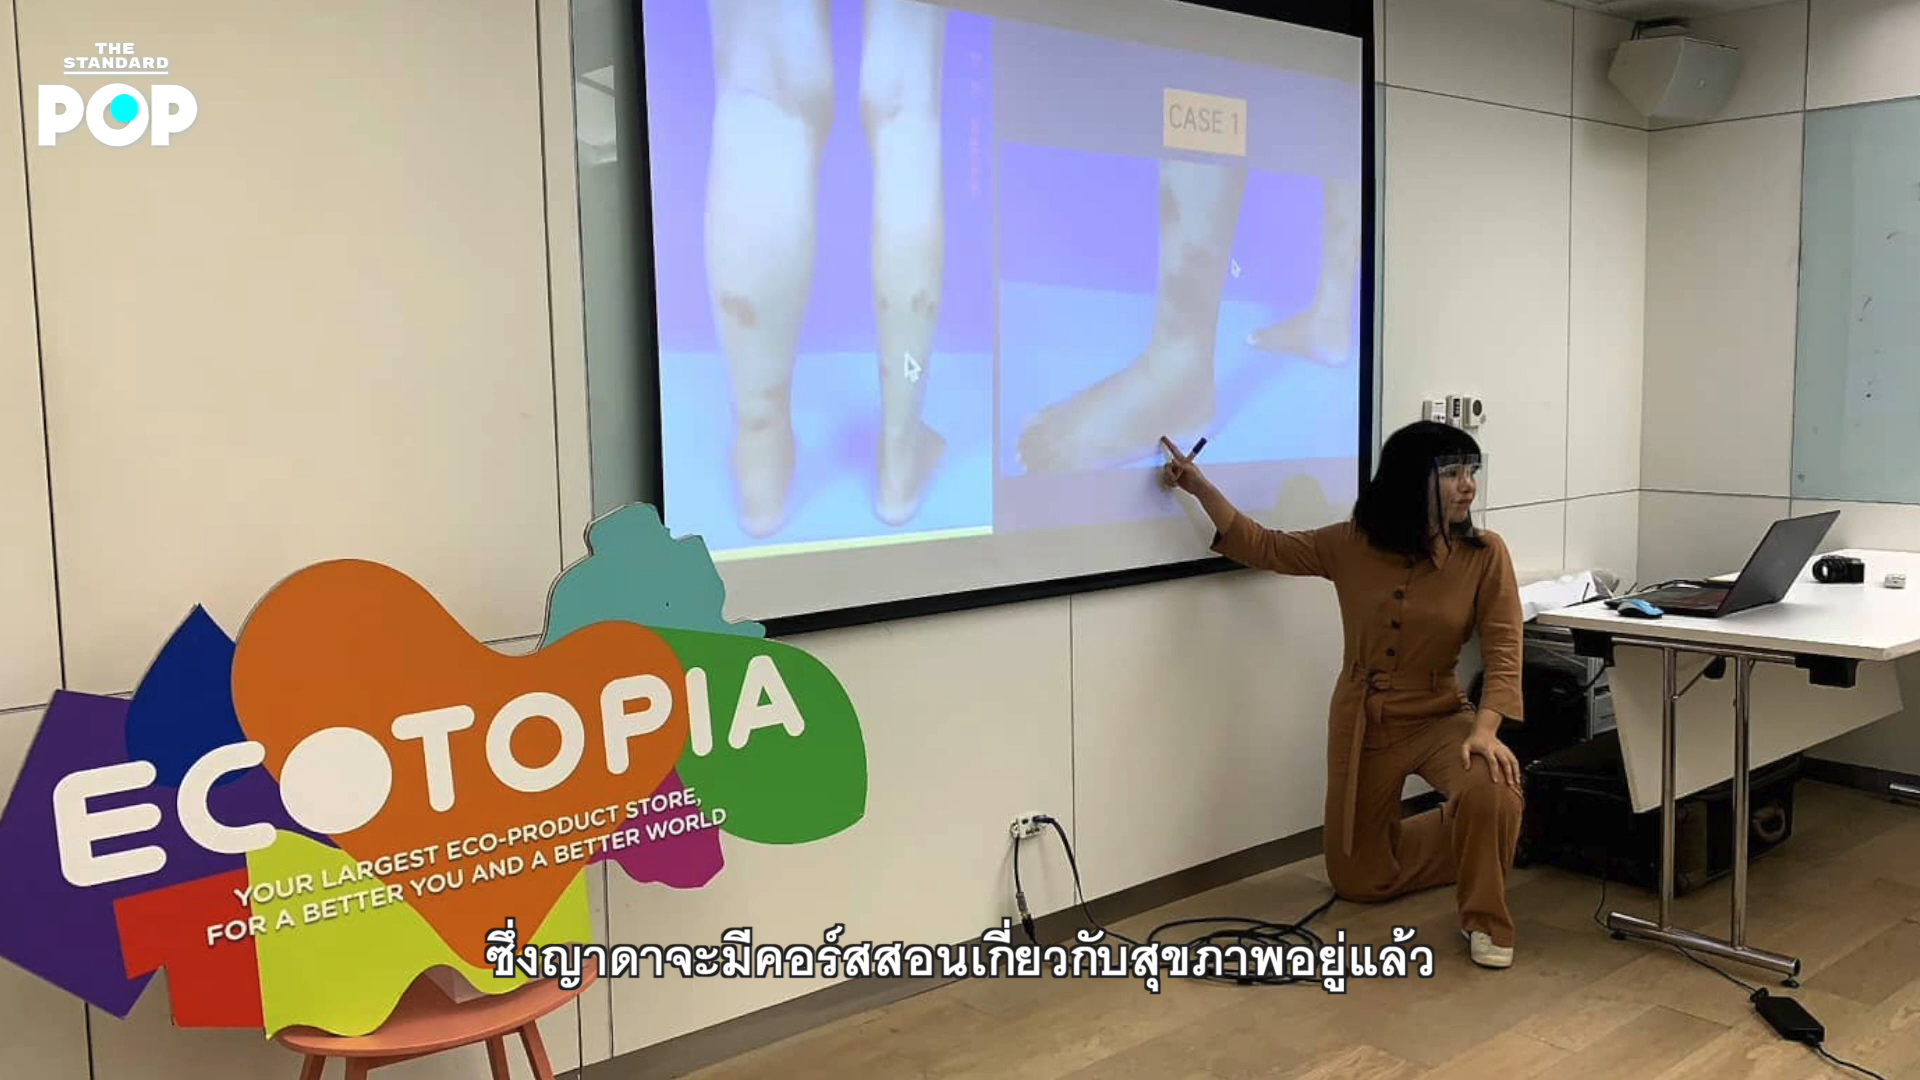 THE
STANDARD
POP
CASE 1
ECOTOPIA
YOUR LARGEST ECO-PRODUCT STORE,
FOR A BETTER YOU AND A BETTER WORLD
ซึ่งญาดาจะมีคอร์สสอนเกี่ยวกับสุขภาพอยู่แล้ว